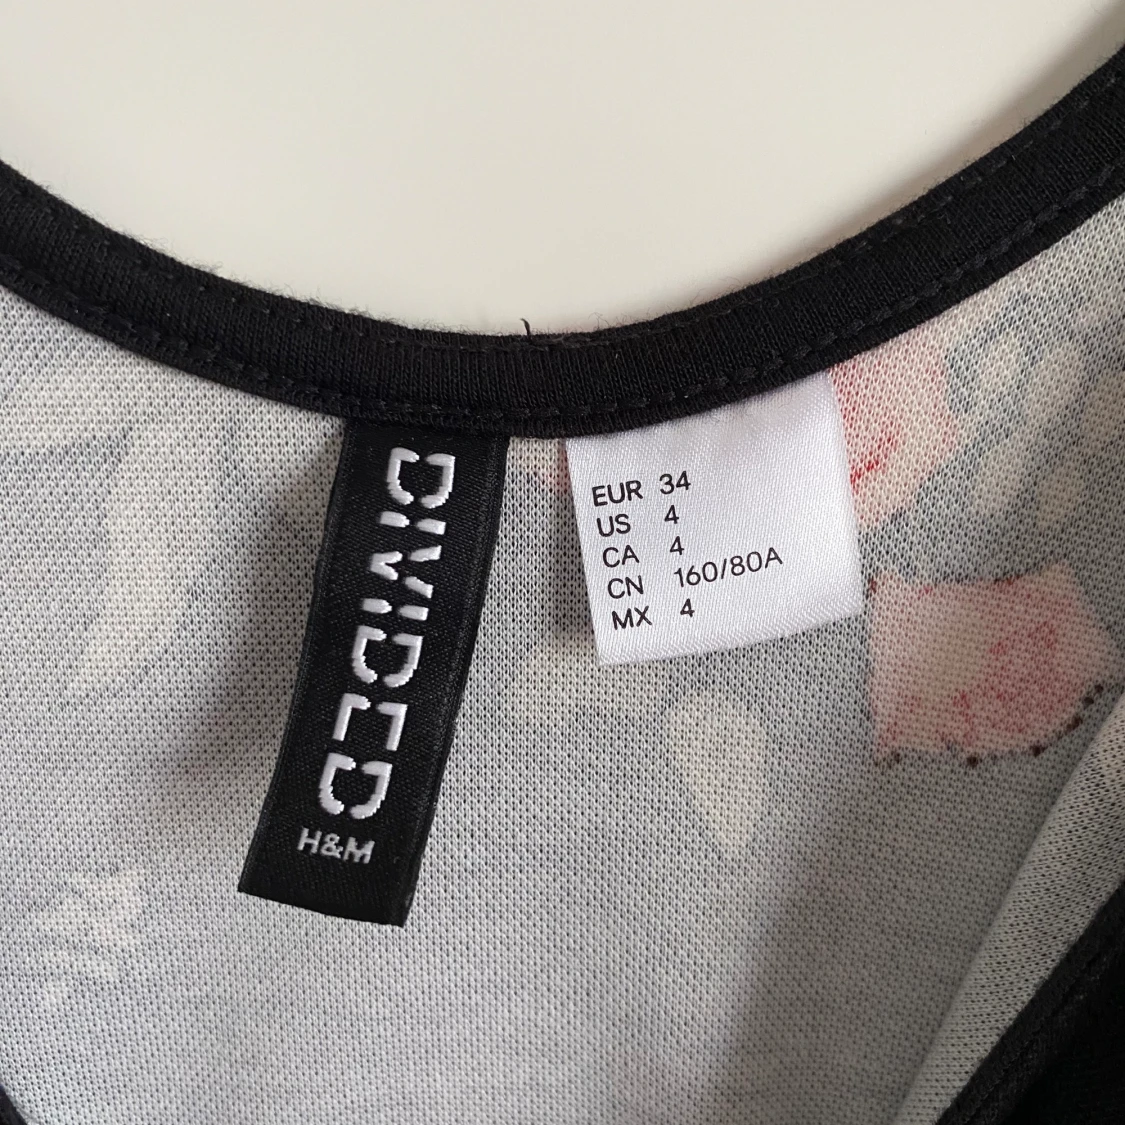 DIVIDED
H&M
EUR 34
US 4
CA 4
CN 160/80A
MX 4